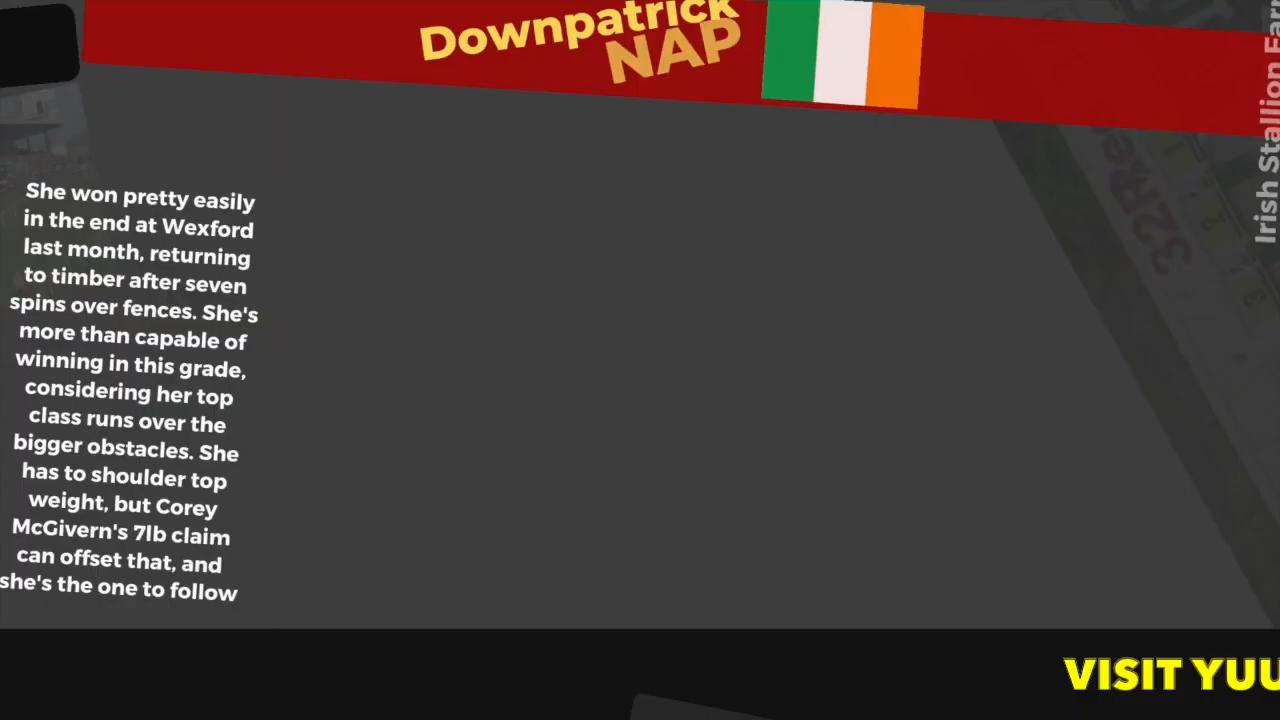 Downpatrick
NAP
She won pretty easily
in the end at Wexford
last month, returning
to timber after seven
spins over fences. She's
more than capable of
winning in this grade,
considering her top
class runs over the
bigger obstacles. She
has to shoulder top
weight, but Corey
McGivern's 7lb claim
can offset that, and
she's the one to follow
Irish Stallion
VISIT